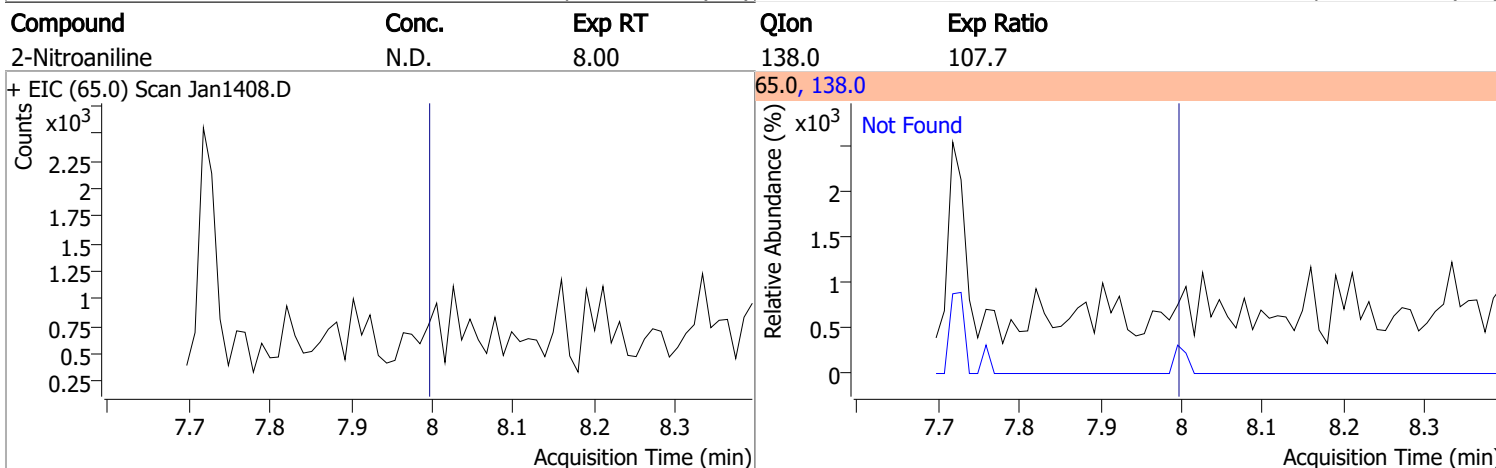 Compound Conc. Exp RT QIon Exp Ratio
2-Nitroaniline N.D. 8.00 138.0 107.7
+ EIC (65.0) Scan Jan1408.D
Counts
x10³
2.25
2
1.75
1.5
1.25
1
0.75
0.5
0.25
7.7 7.8 7.9 8 8.1 8.2 8.3
Acquisition Time (min)
65.0, 138.0
Relative Abundance (%)
x10³
Not Found
2
1.5
1
0.5
0
7.7 7.8 7.9 8 8.1 8.2 8.3
Acquisition Time (min)